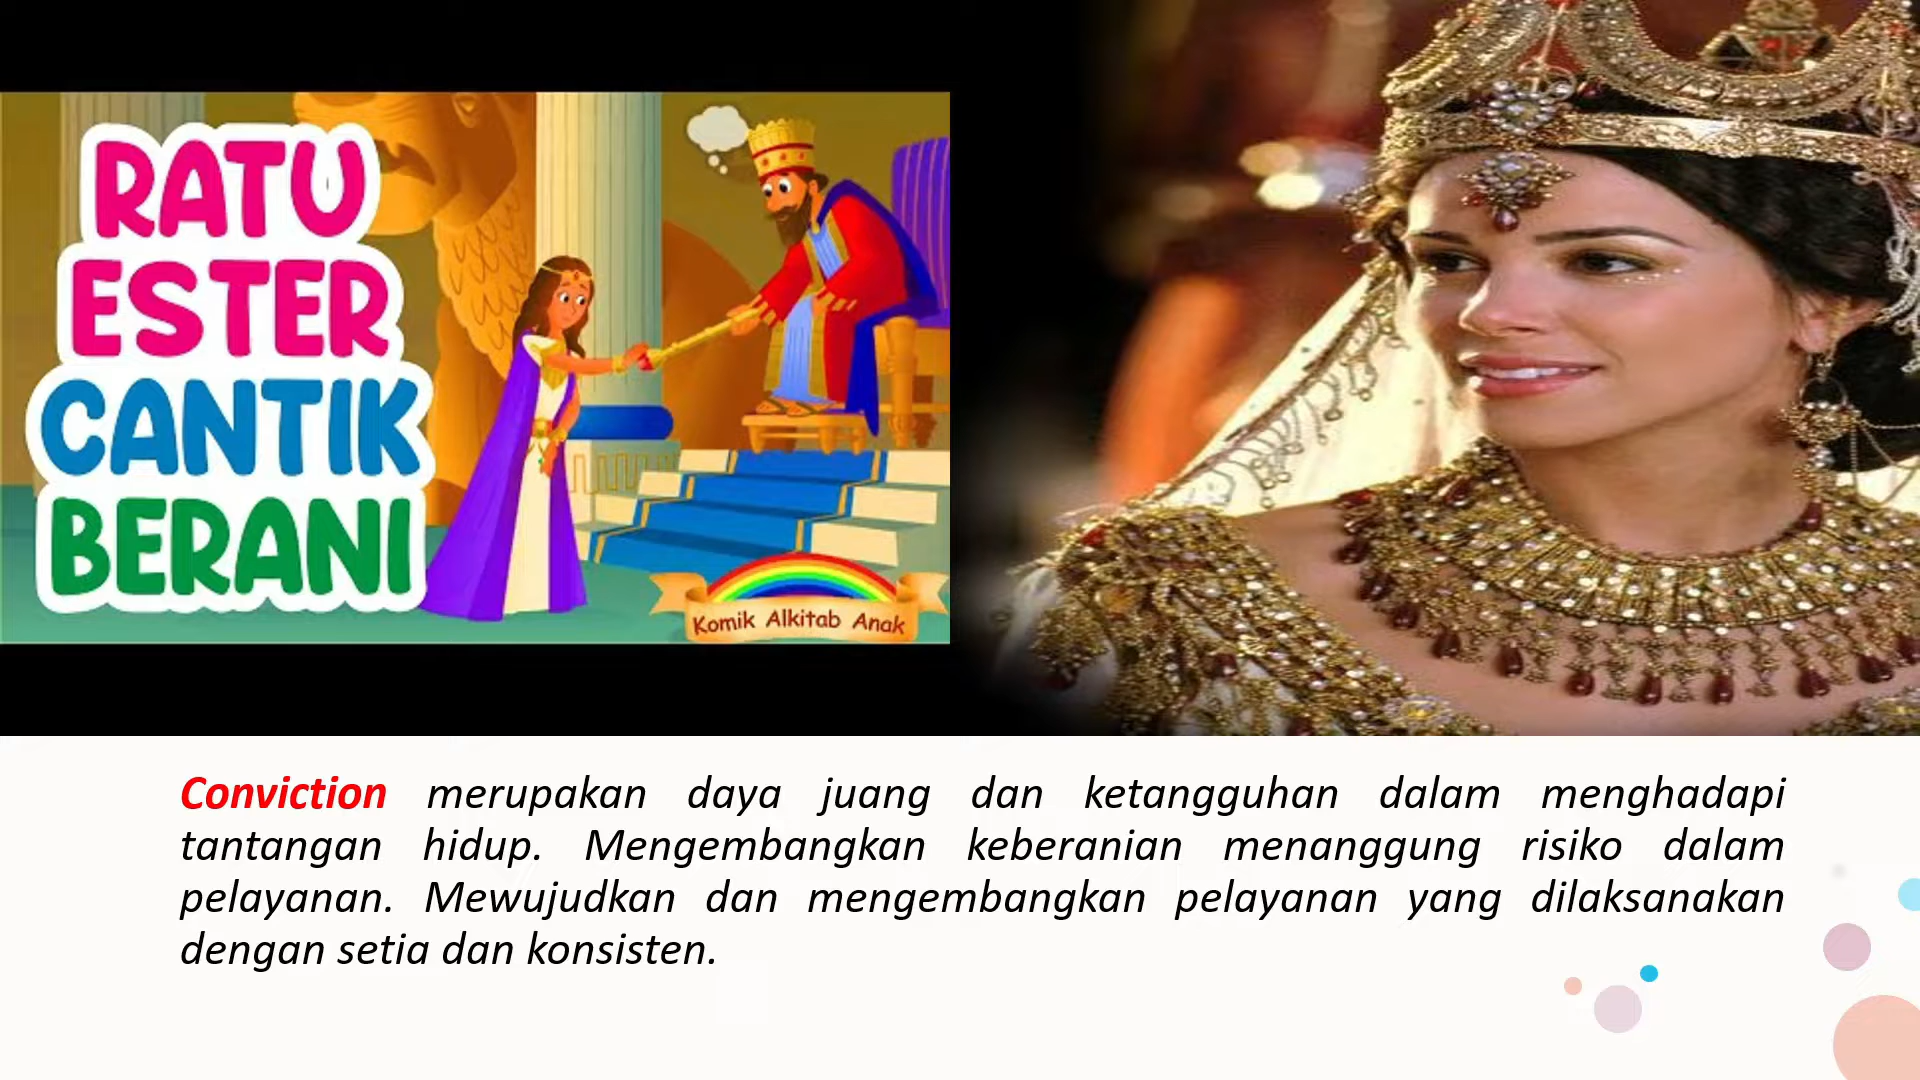 RATU
ESTER
CANTIK
BERANI
Komik Alkitab Anak
Conviction merupakan daya juang dan ketangguhan dalam menghadapi
tantangan hidup. Mengembangkan keberanian menanggung risiko dalam
pelayanan. Mewujudkan dan mengembangkan pelayanan yang dilaksanakan
dengan setia dan konsisten.